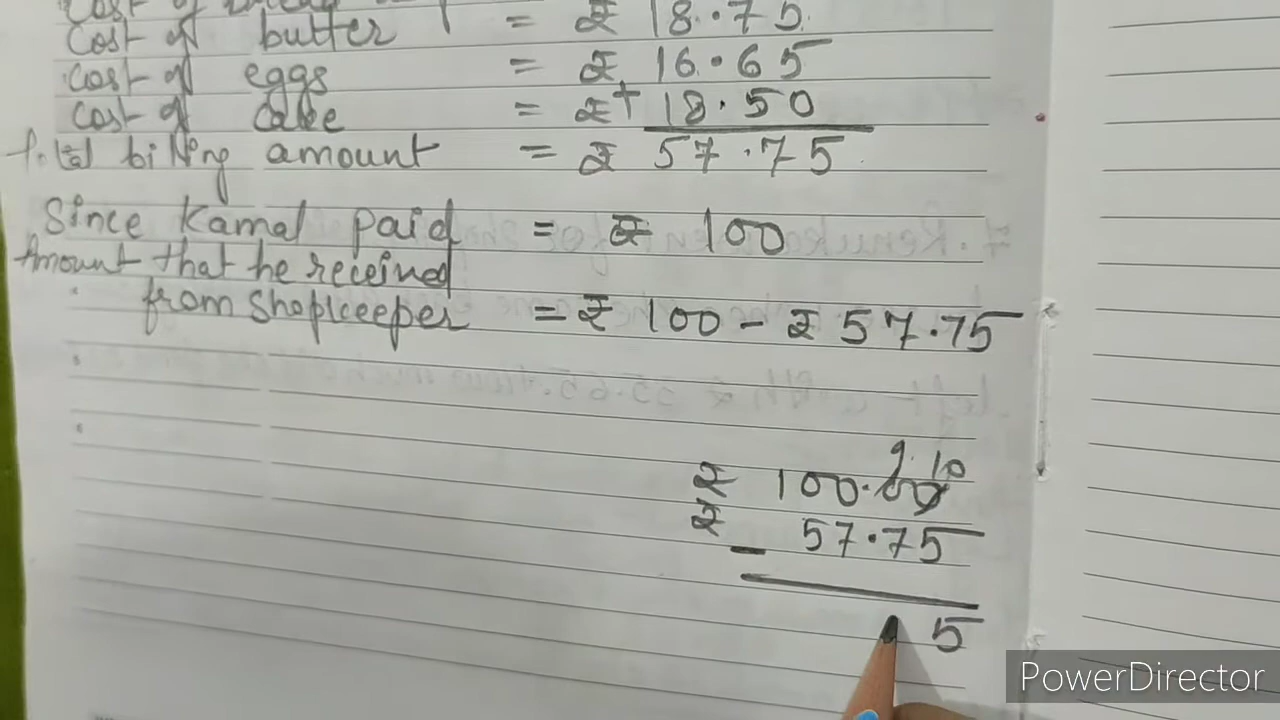 Cost of
Cost of butter = ₹ 18.75
Cost of eggs = ₹ 16.65
Cost of cake = ₹ + 18.50
Total billing amount = ₹ 57.75
Since Kamal paid = ₹ 100
Amount that he received
from Shopkeeper = ₹ 100 - ₹ 57.75
9 10
₹ 100.00
₹ - 57.75
5
PowerDirector